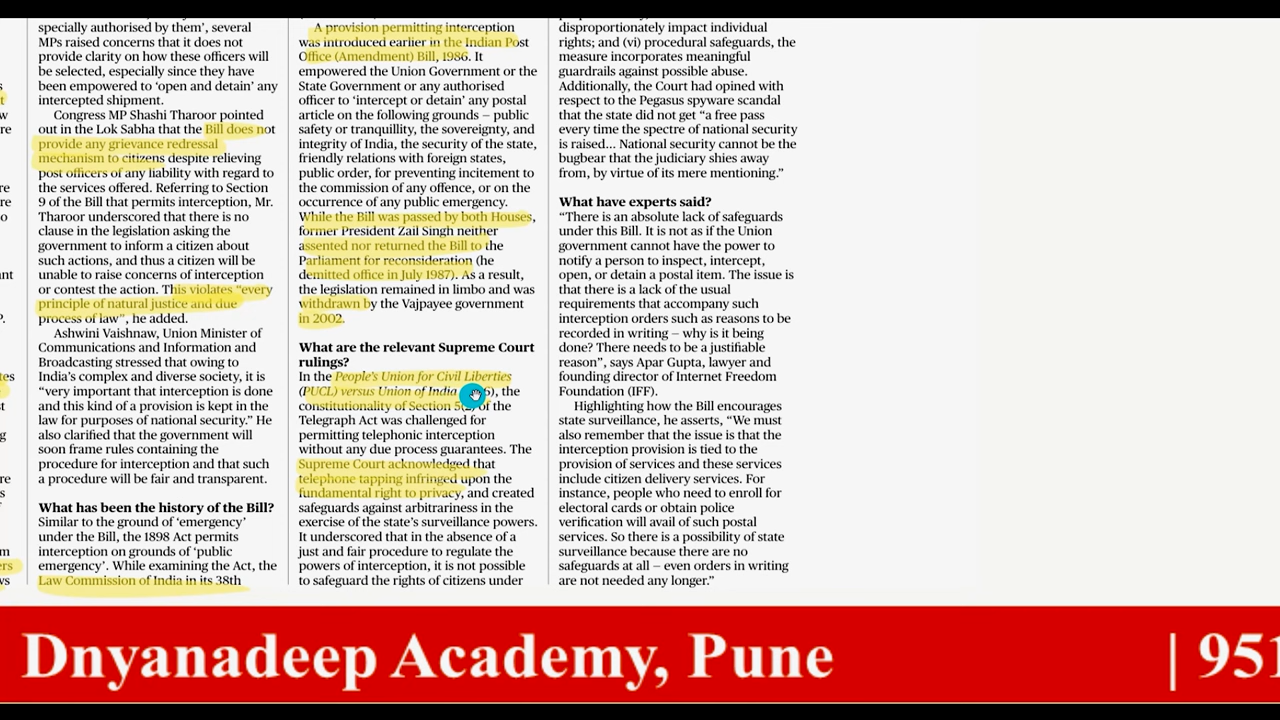 specially authorised by them’, several
MPs raised concerns that it does not
provide clarity on how these officers will
be selected, especially since they have
been empowered to ‘open and detain’ any
intercepted shipment.
Congress MP Shashi Tharoor pointed
out in the Lok Sabha that the Bill does not
provide any grievance redressal
mechanism to citizens despite relieving
post officers of any liability with regard to
the services offered. Referring to Section
9 of the Bill that permits interception, Mr.
Tharoor underscored that there is no
clause in the legislation asking the
government to inform a citizen about
such actions, and thus a citizen will be
unable to raise concerns of interception
or contest the action. This violates “every
principle of natural justice and due
process of law”, he added.
Ashwini Vaishnaw, Union Minister of
Communications and Information and
Broadcasting stressed that owing to
India’s complex and diverse society, it is
“very important that interception is done
and this kind of a provision is kept in the
law for purposes of national security.” He
also clarified that the government will
soon frame rules containing the
procedure for interception and that such
a procedure will be fair and transparent.
What has been the history of the Bill?
Similar to the ground of ‘emergency’
under the Bill, the 1898 Act permits
interception on grounds of ‘public
emergency’. While examining the Act, the
Law Commission of India in its 38th
A provision permitting interception
was introduced earlier in the Indian Post
Office (Amendment) Bill, 1986. It
empowered the Union Government or the
State Government or any authorised
officer to ‘intercept or detain’ any postal
article on the following grounds — public
safety or tranquillity, the sovereignty, and
integrity of India, the security of the state,
friendly relations with foreign states,
public order, for preventing incitement to
the commission of any offence, or on the
occurrence of any public emergency.
While the Bill was passed by both Houses,
former President Zail Singh neither
assented nor returned the Bill to the
Parliament for reconsideration (he
demitted office in July 1987). As a result,
the legislation remained in limbo and was
withdrawn by the Vajpayee government
in 2002.
What are the relevant Supreme Court
rulings?
In the People’s Union for Civil Liberties
(PUCL) versus Union of India the
constitutionality of Section of the
Telegraph Act was challenged for
permitting telephonic interception
without any due process guarantees. The
Supreme Court acknowledged that
telephone tapping infringed upon the
fundamental right to privacy, and created
safeguards against arbitrariness in the
exercise of the state’s surveillance powers.
It underscored that in the absence of a
just and fair procedure to regulate the
powers of interception, it is not possible
to safeguard the rights of citizens under
disproportionately impact individual
rights; and (vi) procedural safeguards, the
measure incorporates meaningful
guardrails against possible abuse.
Additionally, the Court had opined with
respect to the Pegasus spyware scandal
that the state did not get “a free pass
every time the spectre of national security
is raised... National security cannot be the
bugbear that the judiciary shies away
from, by virtue of its mere mentioning.”
What have experts said?
“There is an absolute lack of safeguards
under this Bill. It is not as if the Union
government cannot have the power to
notify a person to inspect, intercept,
open, or detain a postal item. The issue is
that there is a lack of the usual
requirements that accompany such
interception orders such as reasons to be
recorded in writing — why is it being
done? There needs to be a justifiable
reason”, says Apar Gupta, lawyer and
founding director of Internet Freedom
Foundation (IFF).
Highlighting how the Bill encourages
state surveillance, he asserts, “We must
also remember that the issue is that the
interception provision is tied to the
provision of services and these services
include citizen delivery services. For
instance, people who need to enroll for
electoral cards or obtain police
verification will avail of such postal
services. So there is a possibility of state
surveillance because there are no
safeguards at all — even orders in writing
are not needed any longer.”
Dnyanadeep Academy, Pune | 951